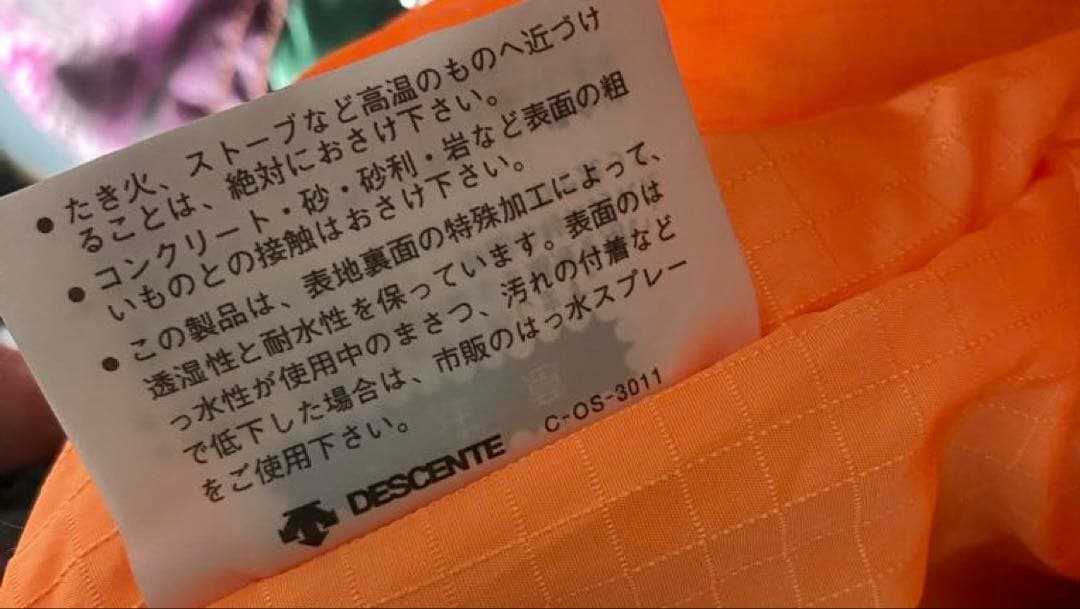 ● たき火、ストーブなど高温のものへ近づけ
ることは、絶対におさけ下さい。
● コンクリート・砂・砂利・岩など表面の粗
いものとの接触はおさけ下さい。
● この製品は、表地裏面の特殊加工によって、
透湿性と耐水性を保っています。表面のは
っ水性が使用中のまさつ、汚れの付着など
で低下した場合は、市販のはっ水スプレー
をご使用下さい。
C-OS-3011
DESCENTE